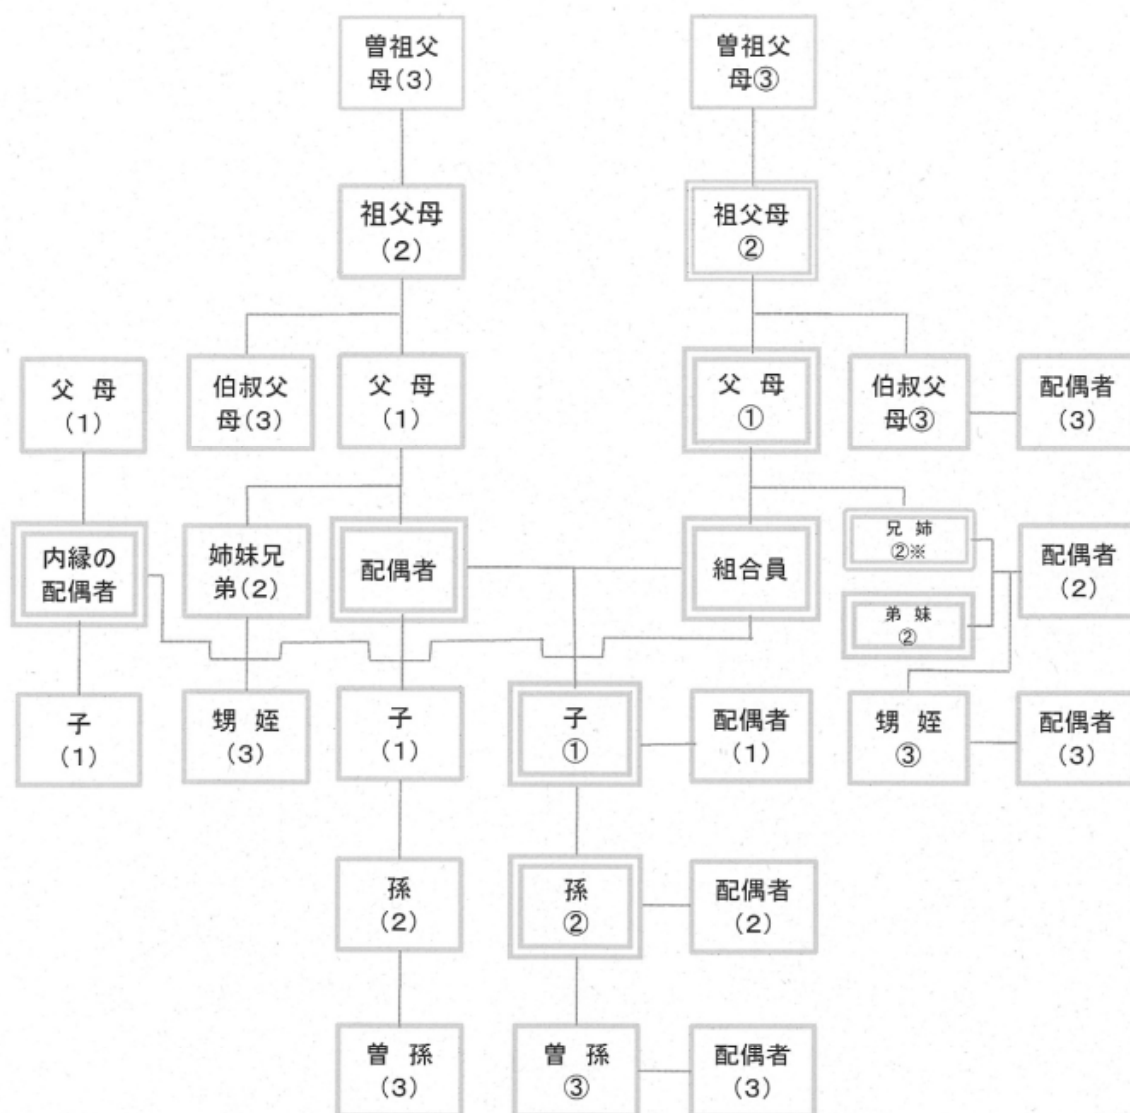 曽祖父
母(3)
曽祖父
母③
祖父母
(2)
祖父母
②
父 母
(1)
伯叔父
母(3)
父 母
(1)
父 母
①
伯叔父
母③
配偶者
(3)
内縁の
配偶者
姉妹兄
弟(2)
配偶者
組合員
兄 姉
②※
弟 妹
②
配偶者
(2)
子
(1)
甥 姪
(3)
子
(1)
子
①
配偶者
(1)
甥 姪
③
配偶者
(3)
孫
(2)
孫
②
配偶者
(2)
曽 孫
(3)
曽 孫
③
配偶者
(3)